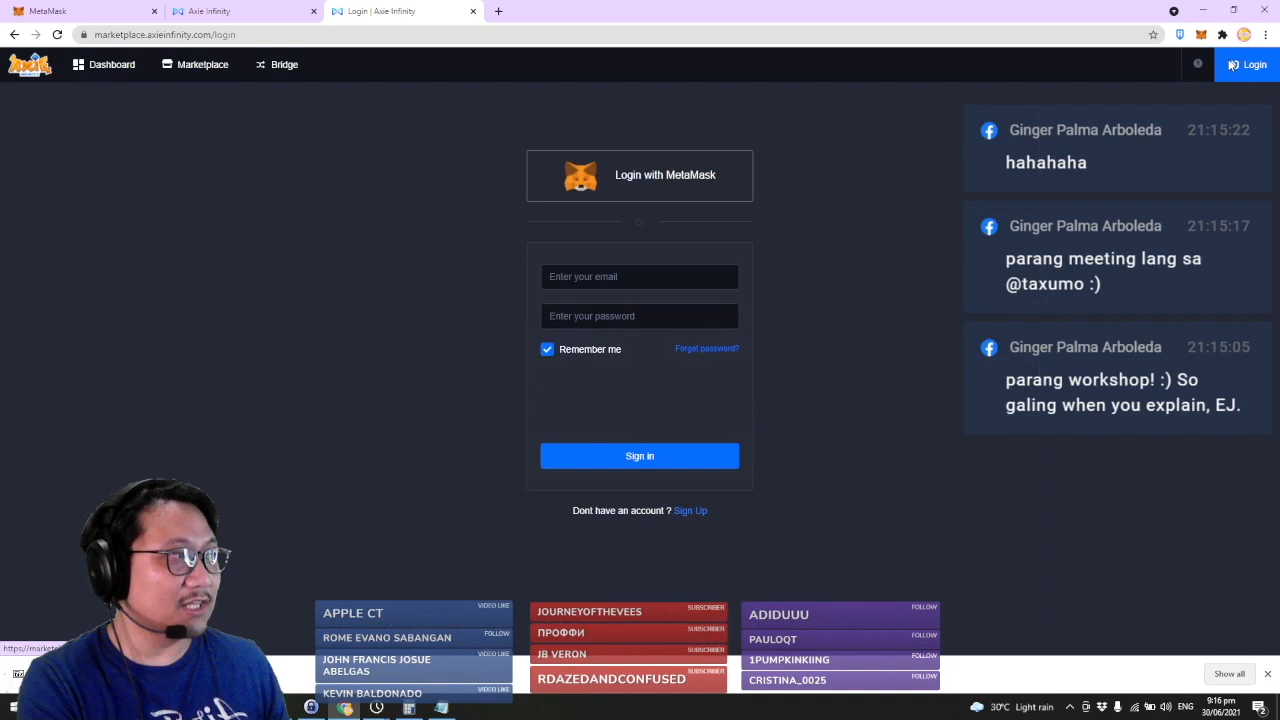 MetaMask
Login | Axie Infinity
Login | Axie Infinity
marketplace.axieinfinity.com/login
Dashboard
Marketplace
Bridge
Login
Login with MetaMask
Or
Enter your email
Enter your password
Remember me
Forget password?
Sign in
Dont have an account ? Sign Up
Ginger Palma Arboleda 21:15:22
hahahaha
Ginger Palma Arboleda 21:15:17
parang meeting lang sa
@taxumo :)
Ginger Palma Arboleda 21:15:05
parang workshop! :) So
galing when you explain, EJ.
APPLE CT VIDEO LIKE
ROME EVANO SABANGAN FOLLOW
JOHN FRANCIS JOSUE VIDEO LIKE
ABELGAS
KEVIN BALDONADO VIDEO LIKE
JOURNEYOFTHEVEES SUBSCRIBER
ПРОФФИ SUBSCRIBER
JB VERON SUBSCRIBER
RDAZEDANDCONFUSED SUBSCRIBER
ADIDUUU FOLLOW
PAULOQT FOLLOW
1PUMPKINKIING FOLLOW
CRISTINA_0025 FOLLOW
https://marketpla
Show all
30°C Light rain
9:16 pm
30/06/2021